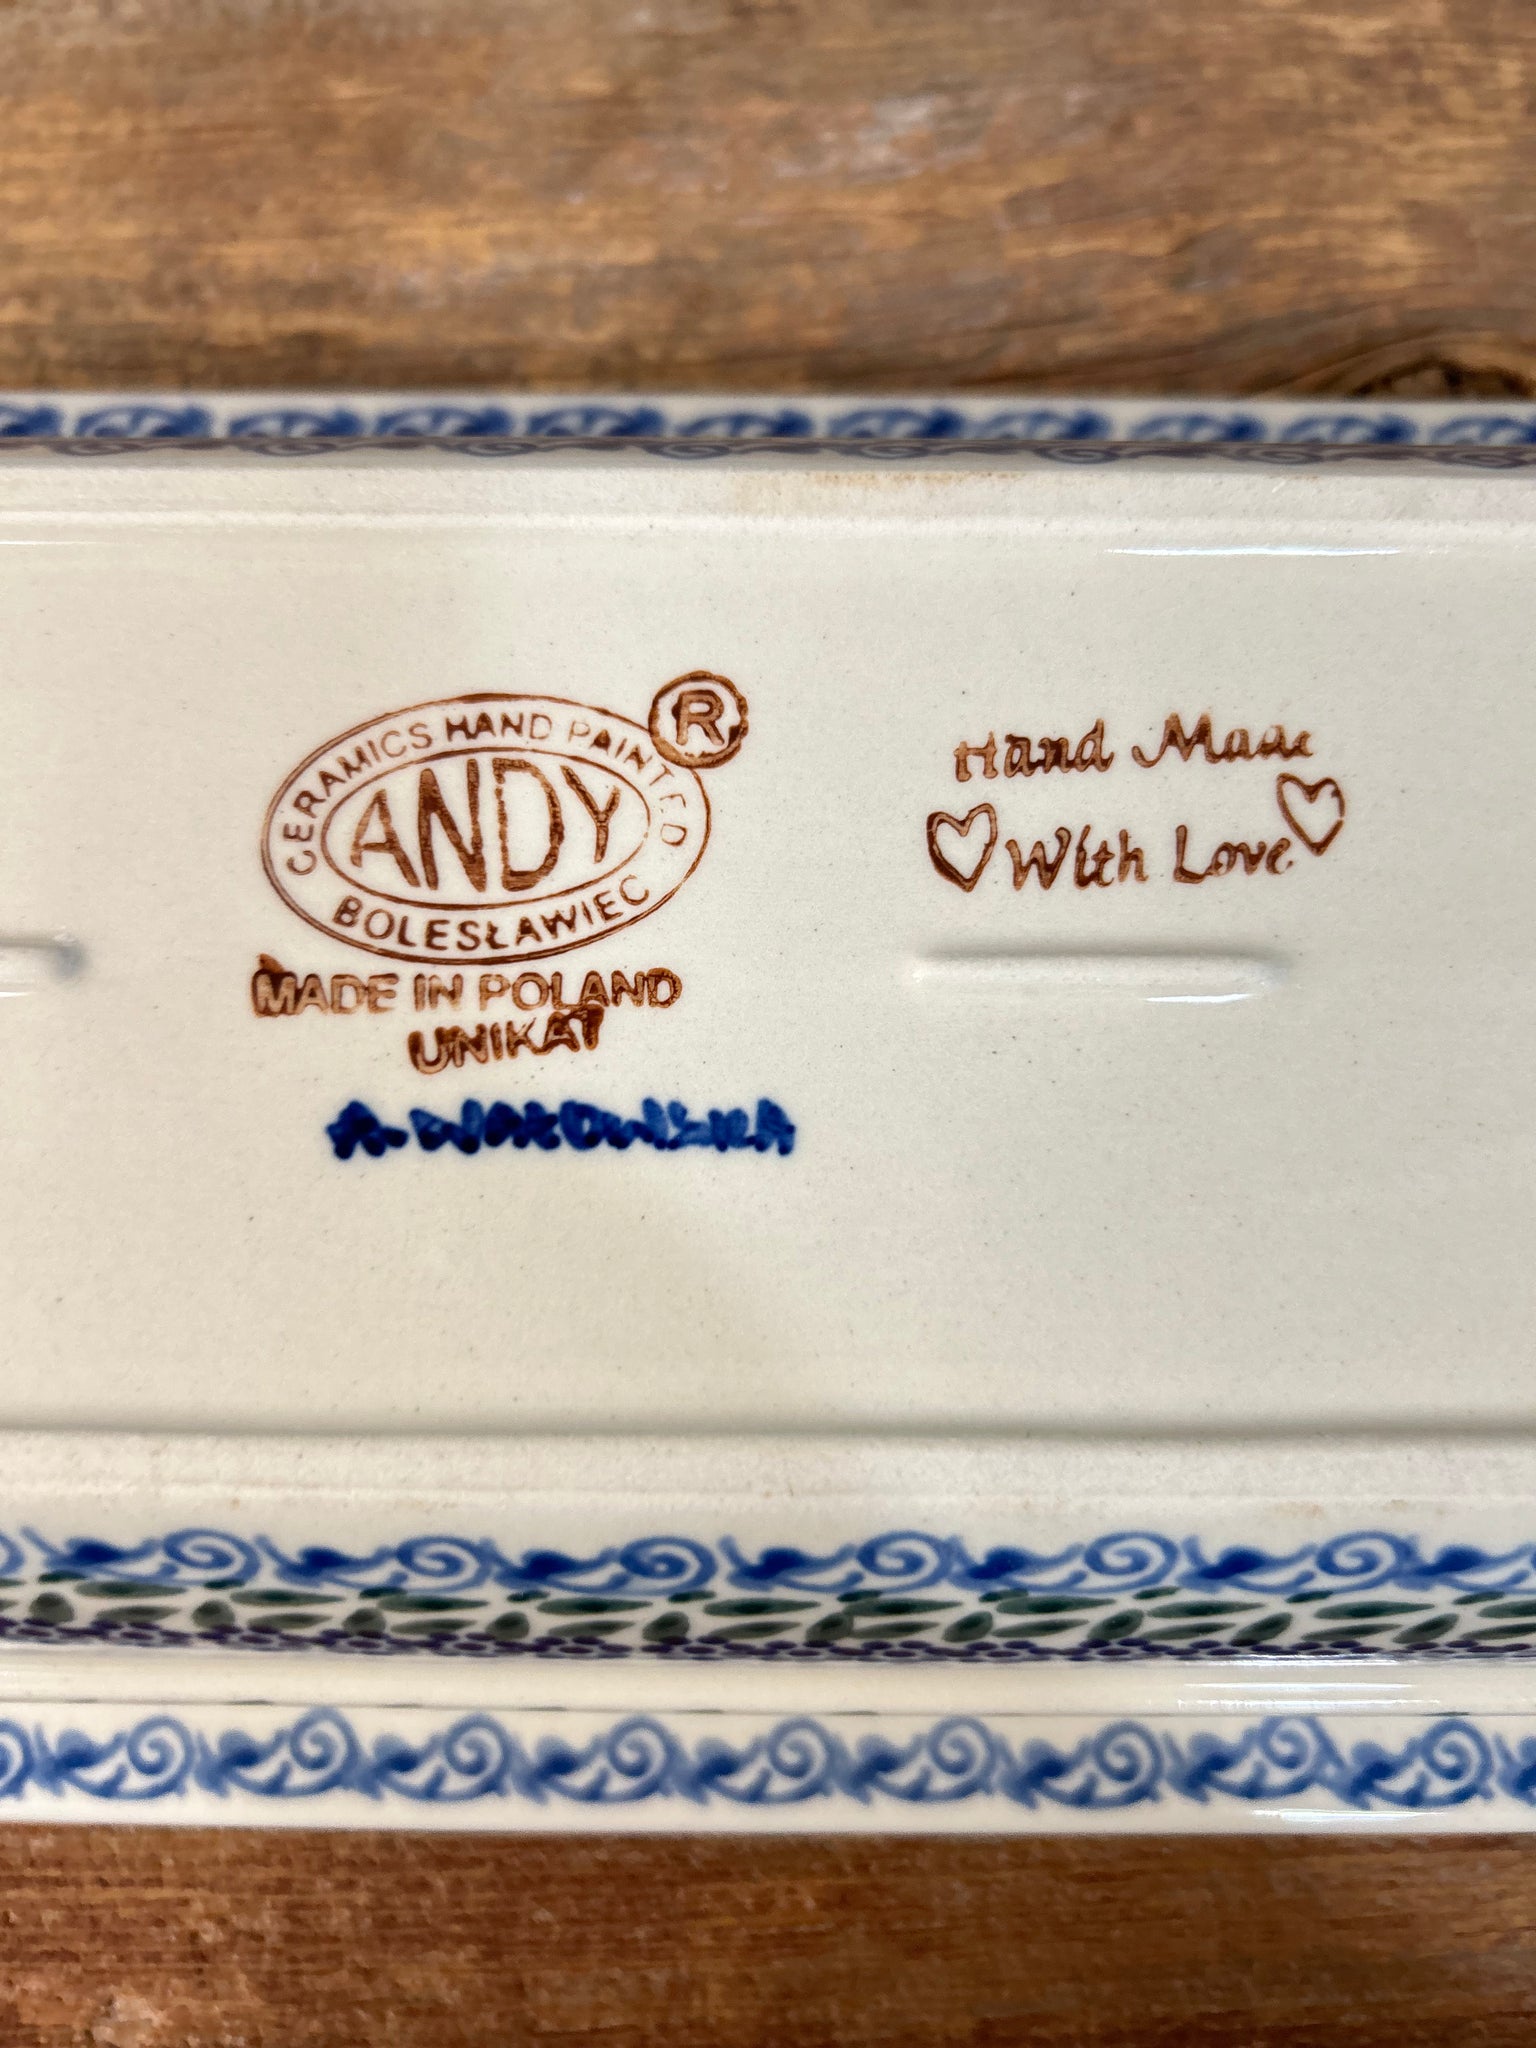 CERAMICS HAND PAINTED
®
ANDY
BOLESŁAWIEC
MADE IN POLAND
UNIKAT
A.
Hand Made
With Love